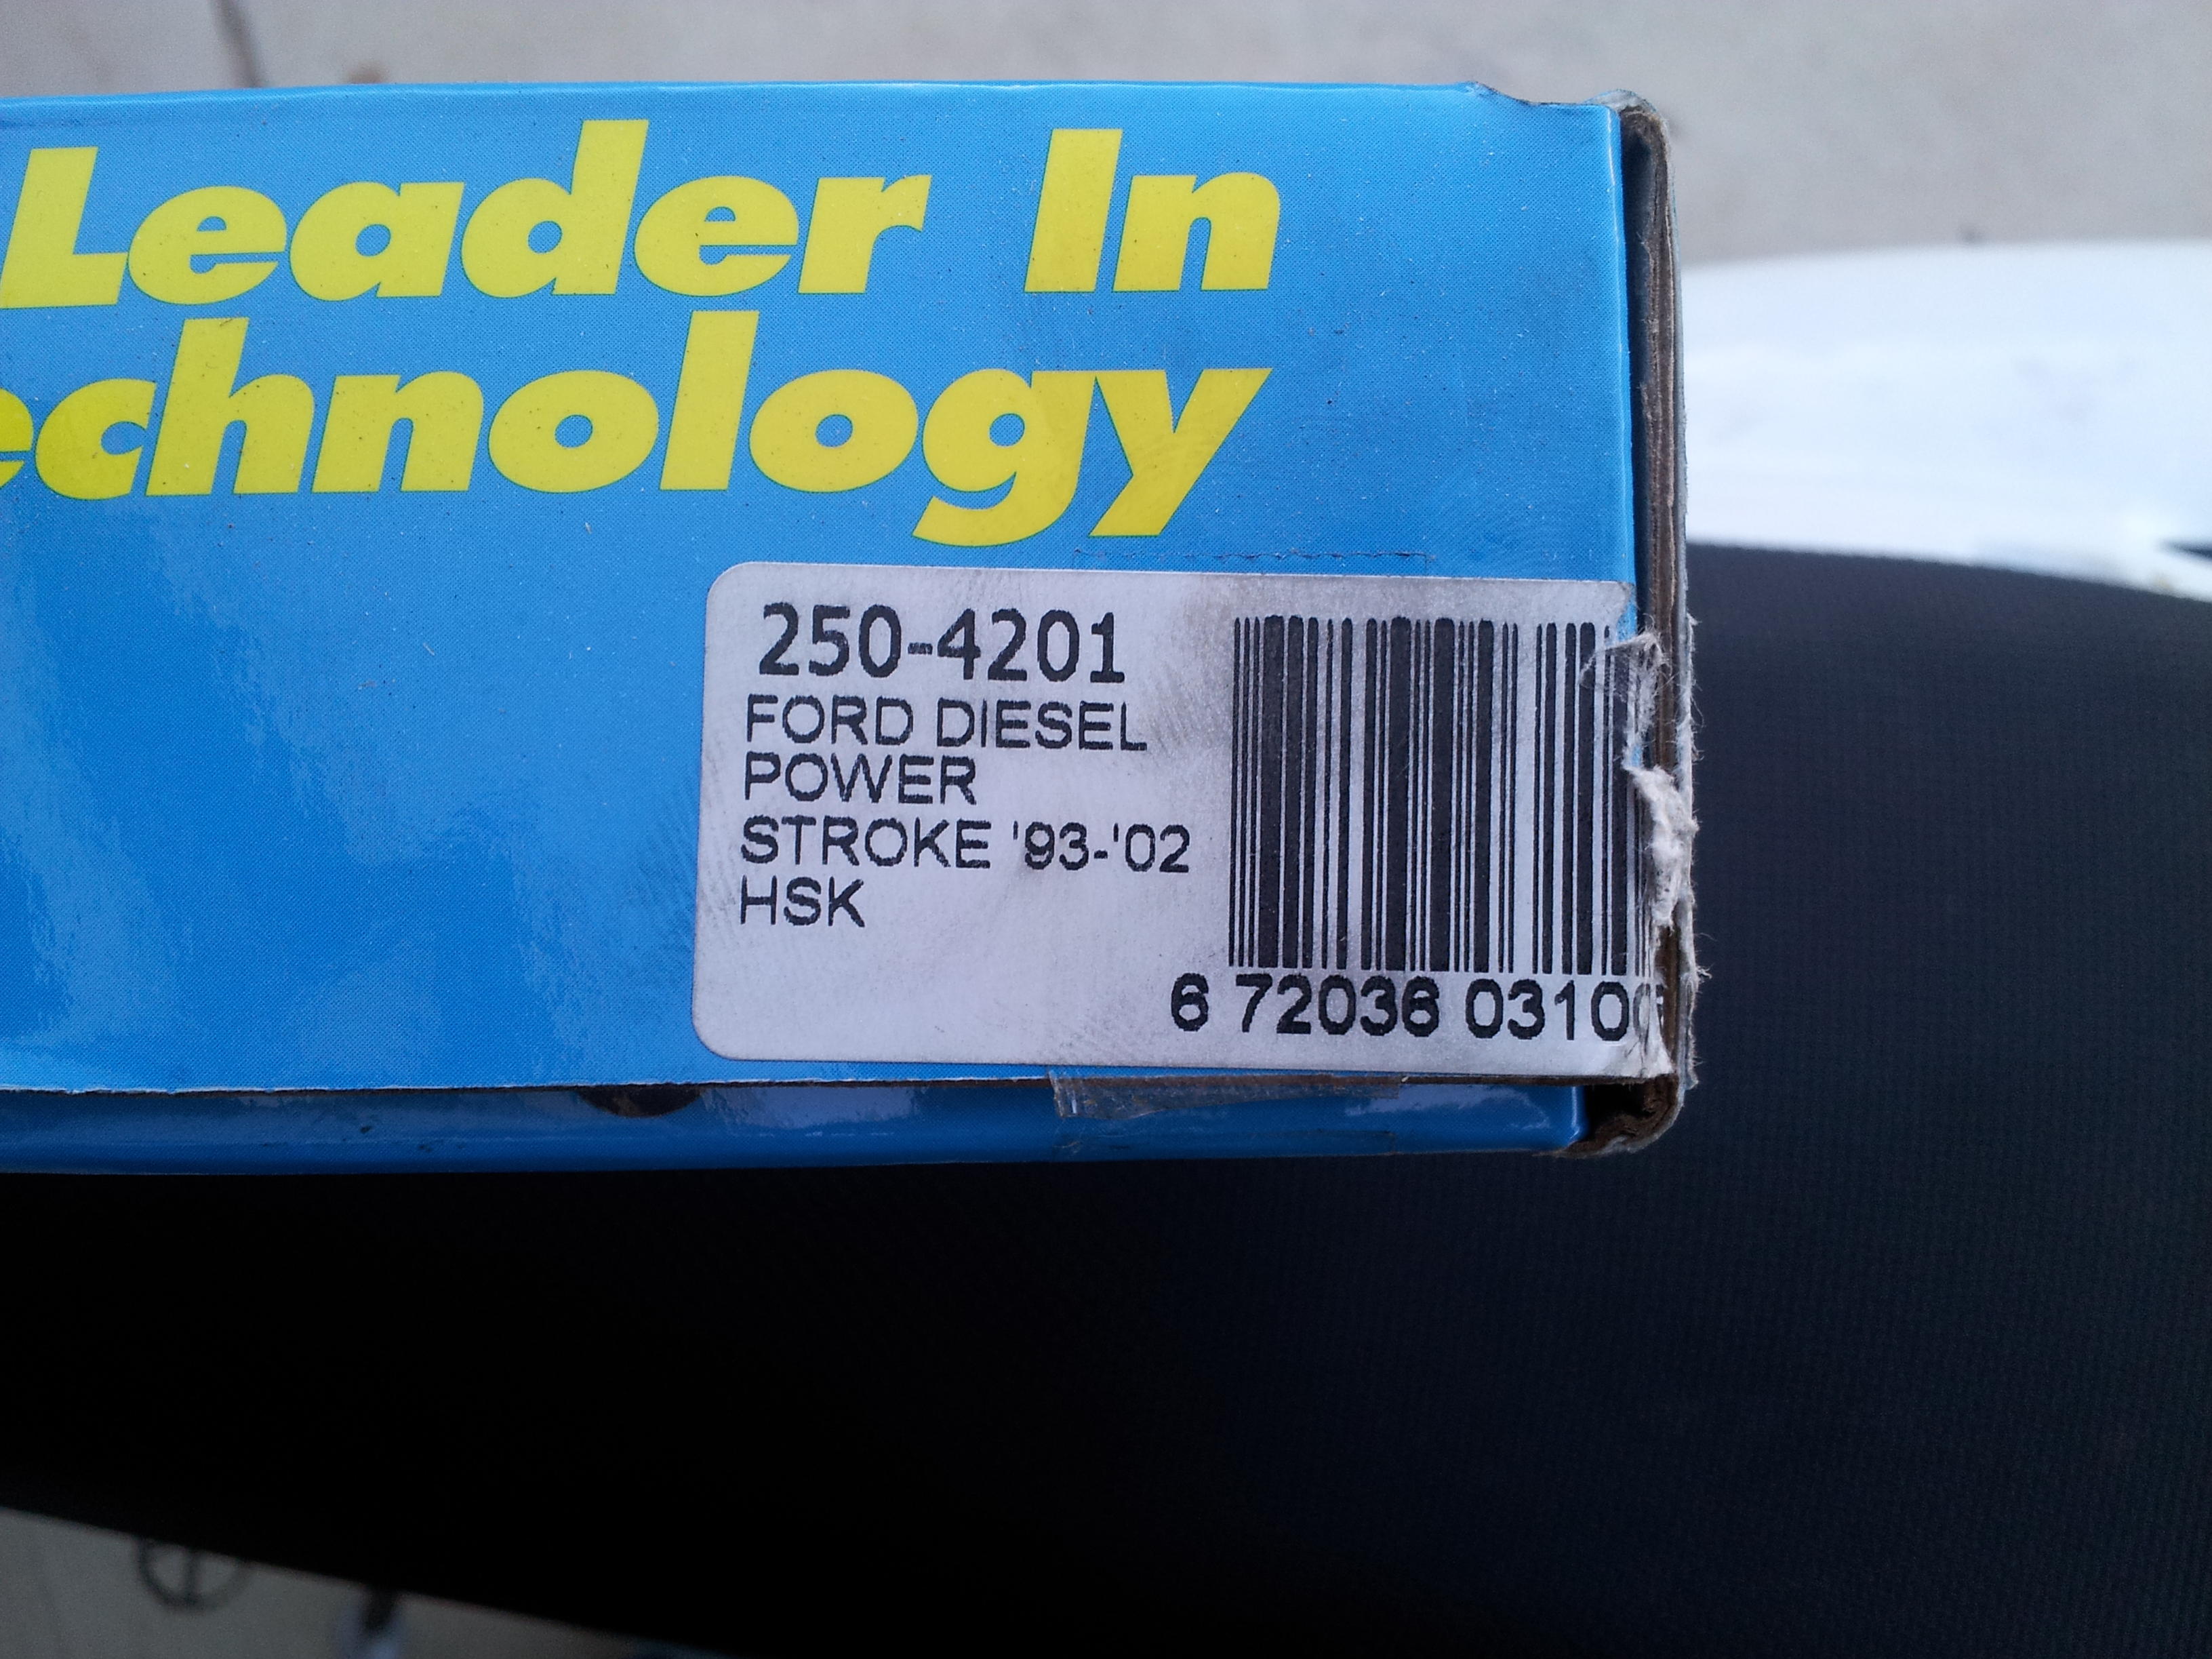 Leader In
echnology
250-4201
FORD DIESEL
POWER
STROKE '93-'02
HSK
6 72036 0310